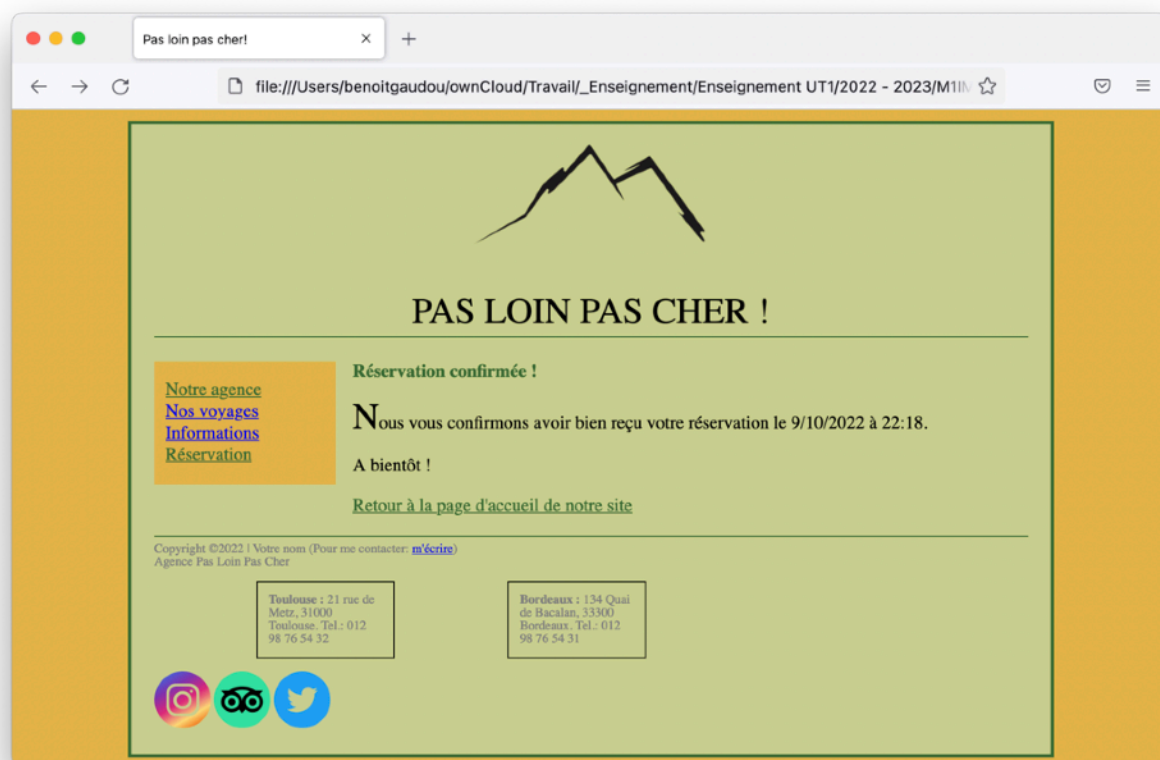 Pas loin pas cher!
file:///Users/benoitgaudou/ownCloud/Travail/_Enseignement/Enseignement UT1/2022 - 2023/M1IM
PAS LOIN PAS CHER !
Notre agence
Nos voyages
Informations
Réservation
Réservation confirmée !
Nous vous confirmons avoir bien reçu votre réservation le 9/10/2022 à 22:18.
A bientôt !
Retour à la page d'accueil de notre site
Copyright ©2022 | Votre nom (Pour me contacter: m'écrire)
Agence Pas Loin Pas Cher
Toulouse : 21 rue de
Metz, 31000
Toulouse. Tel.: 012
98 76 54 32
Bordeaux : 134 Quai
de Bacalan, 33300
Bordeaux. Tel.: 012
98 76 54 31